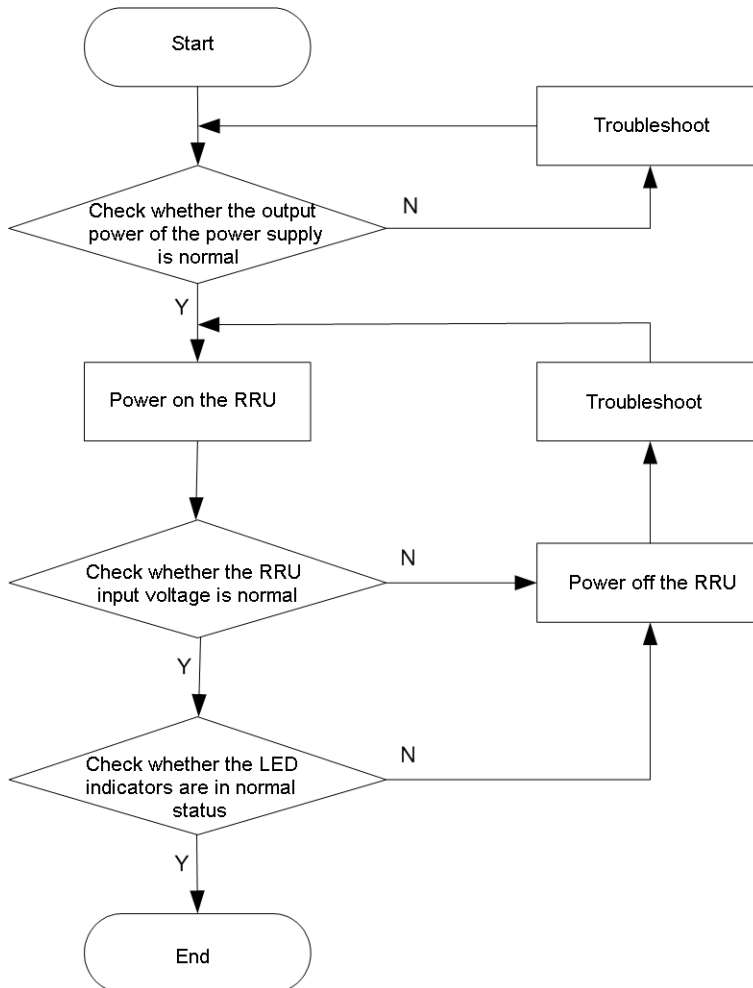 Start
Troubleshoot
Check whether the output
power of the power supply
is normal
N
Y
Power on the RRU
Troubleshoot
Check whether the RRU
input voltage is normal
N
Power off the RRU
Y
Check whether the LED
indicators are in normal
status
N
Y
End